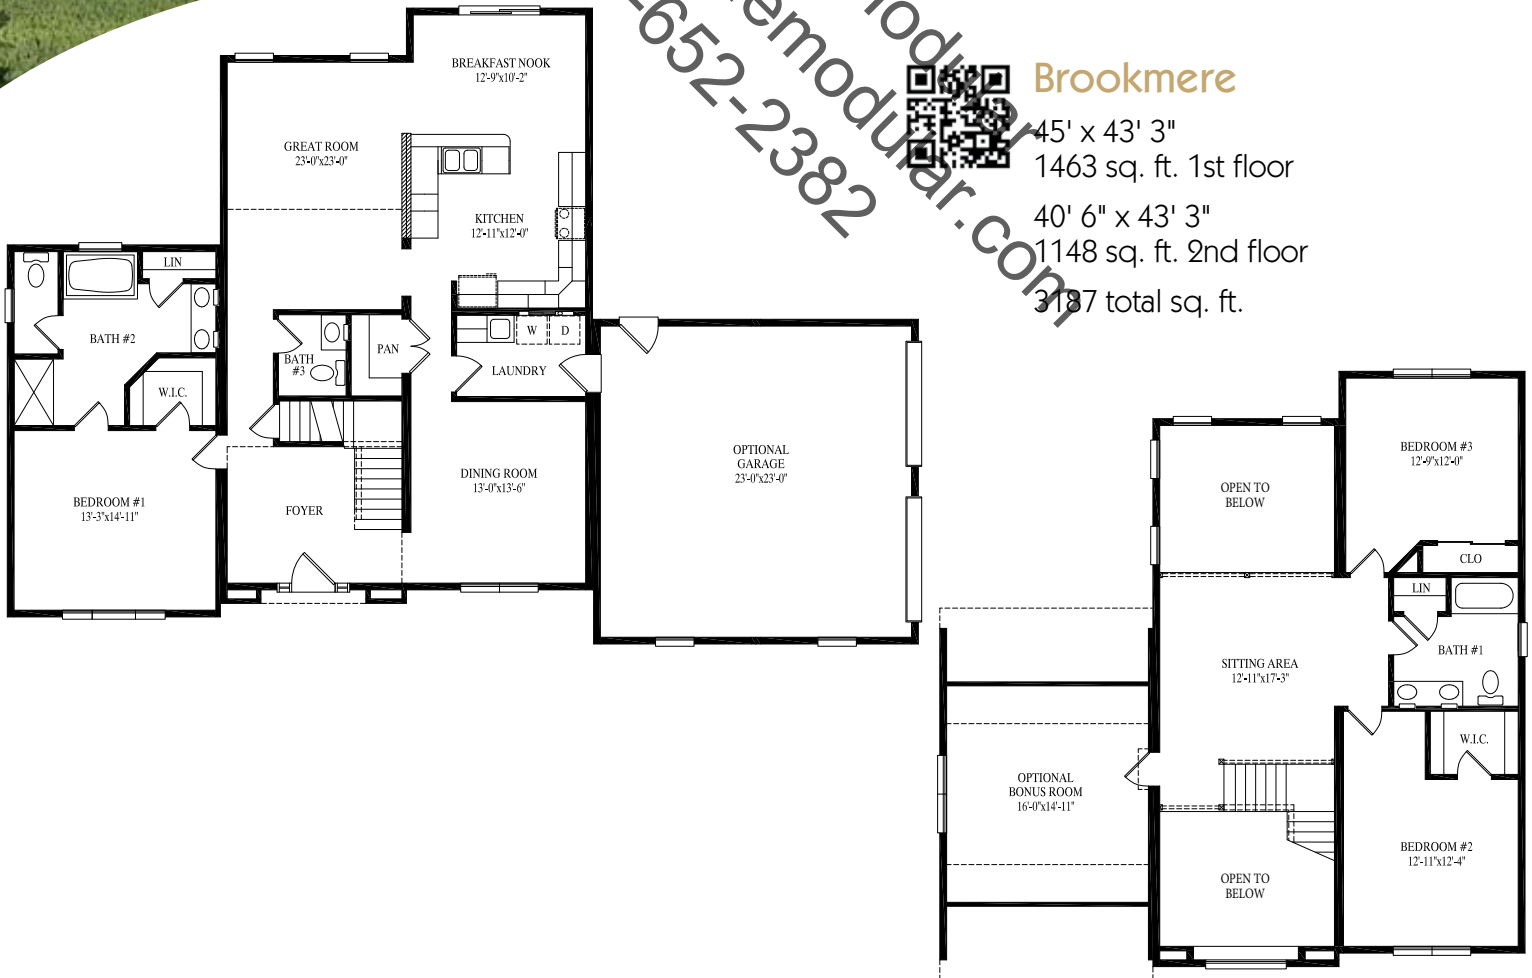 BREAKFAST NOOK
12'-9"x10'-2"
GREAT ROOM
23'-0"x23'-0"
KITCHEN
12'-11"x12'-0"
LIN
BATH #2
W.I.C.
BATH
#3
PAN
W
D
LAUNDRY
BEDROOM #1
13'-3"x14'-11"
FOYER
DINING ROOM
13'-0"x13'-6"
OPTIONAL
GARAGE
23'-0"x23'-0"
modular
emodular.com
652-2382
Brookmere
45' x 43' 3"
1463 sq. ft. 1st floor
40' 6" x 43' 3"
1148 sq. ft. 2nd floor
3187 total sq. ft.
BEDROOM #3
12'-9"x12'-0"
OPEN TO
BELOW
CLO
LIN
BATH #1
SITTING AREA
12'-11"x17'-3"
W.I.C.
OPTIONAL
BONUS ROOM
16'-0"x14'-11"
BEDROOM #2
12'-11"x12'-4"
OPEN TO
BELOW